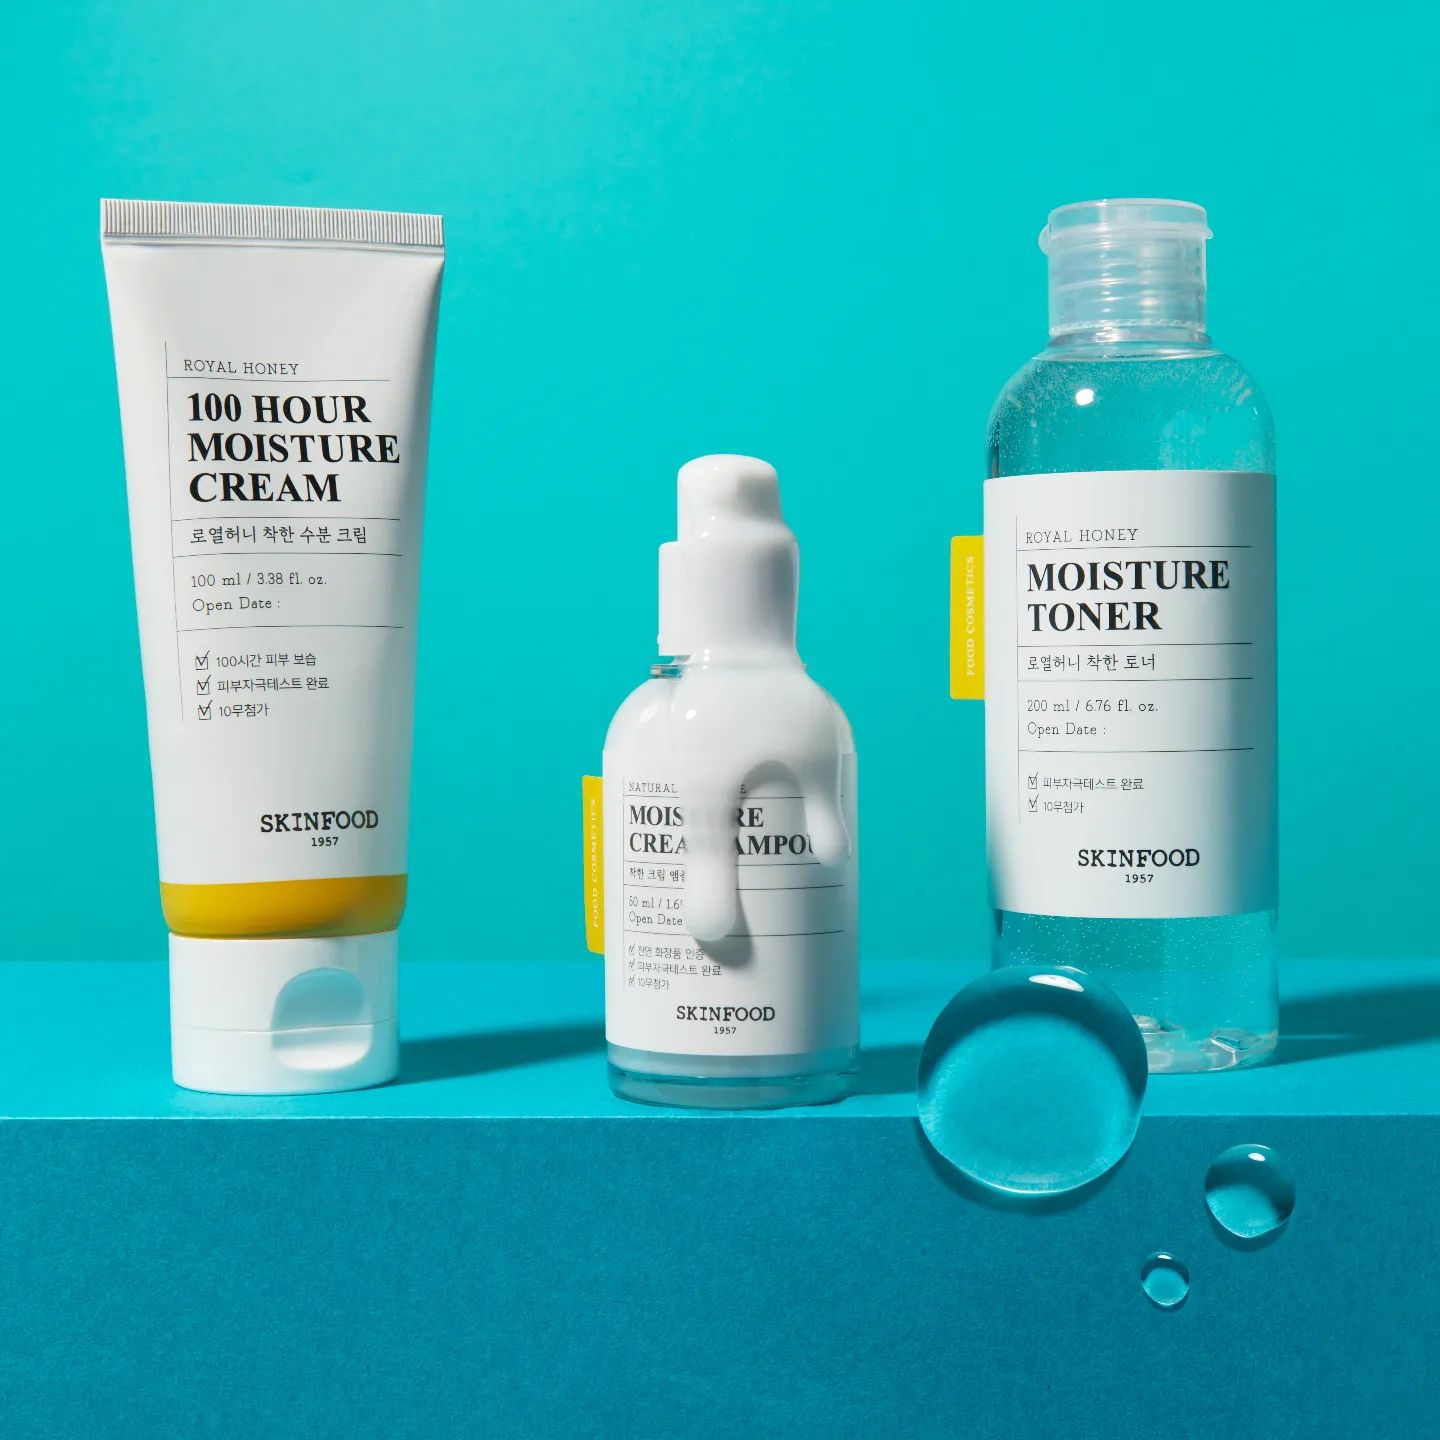 ROYAL HONEY
100 HOUR
MOISTURE
CREAM
로열허니 착한 수분 크림
100 ml / 3.38 fl. oz.
Open Date :
100시간 피부 보습
피부자극테스트 완료
10무첨가
SKINFOOD
1957
FOOD COSMETICS
NATURAL
MOIS RE
CREA AMPOU
착한 크림 앰
50 ml / 1.6
Open Date
천연 화장품 인증
피부자극테스트 완료
10무첨가
SKINFOOD
1957
FOOD COSMETICS
ROYAL HONEY
MOISTURE
TONER
로열허니 착한 토너
200 ml / 6.76 fl. oz.
Open Date :
피부자극테스트 완료
10무첨가
SKINFOOD
1957